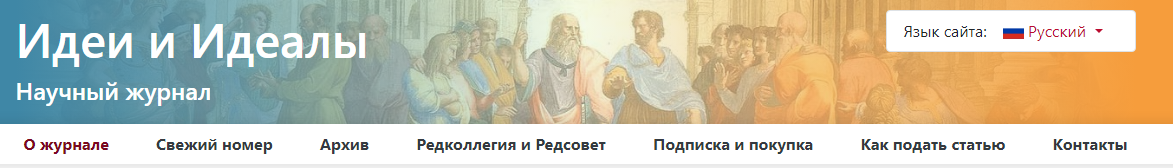 Идеи и Идеалы
Язык сайта: Русский
Научный журнал
О журнале Свежий номер Архив Редколлегия и Редсовет Подписка и покупка Как подать статью Контакты